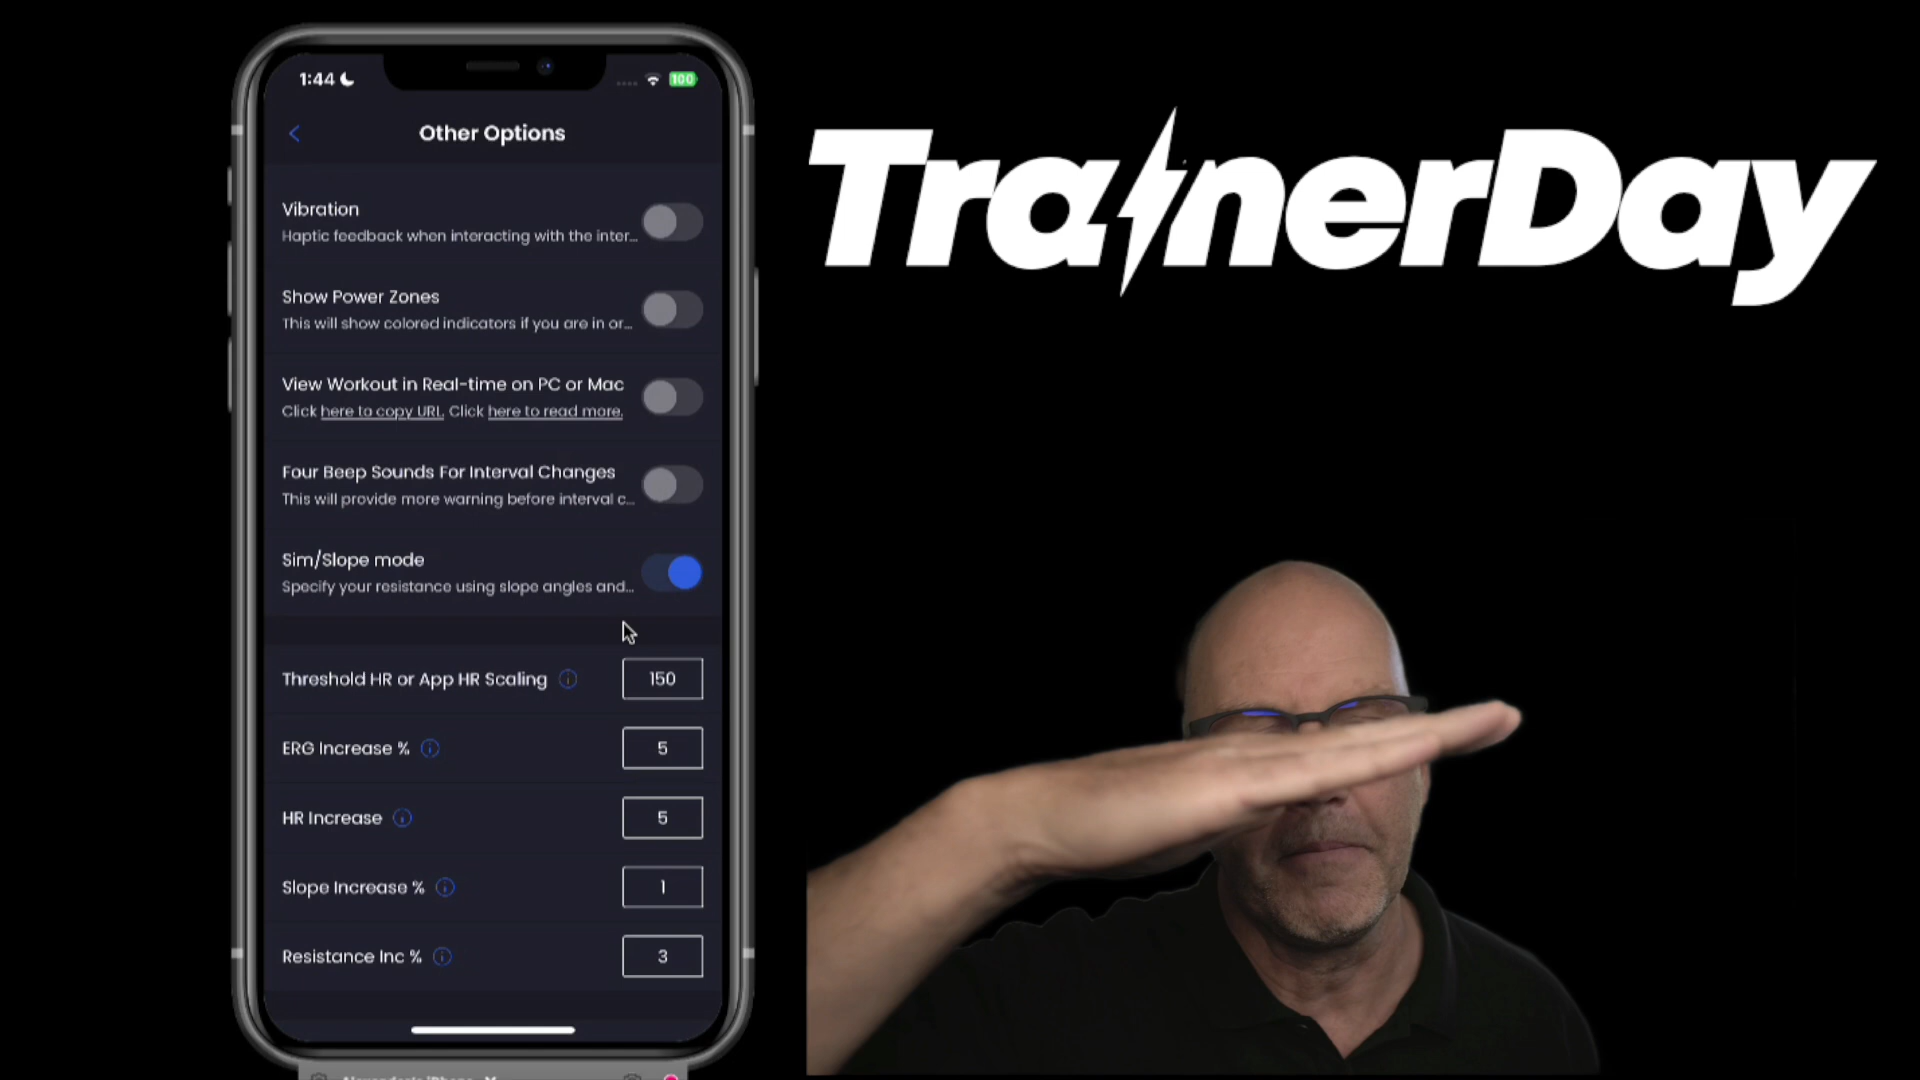 1:44
100
Other Options
Vibration
Haptic feedback when interacting with the inter...
Show Power Zones
This will show colored indicators if you are in or...
View Workout in Real-time on PC or Mac
Click here to copy URL. Click here to read more.
Four Beep Sounds For Interval Changes
This will provide more warning before interval c...
Sim/Slope mode
Specify your resistance using slope angles and...
Threshold HR or App HR Scaling
150
ERG Increase %
5
HR Increase
5
Slope Increase %
1
Resistance Inc %
3
TrainerDay